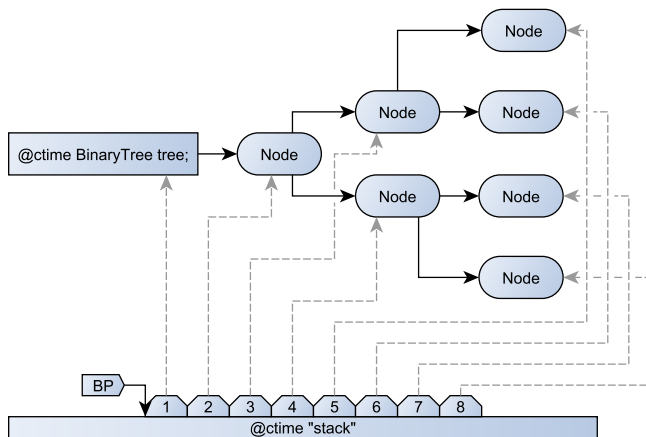 Node
Node
Node
@ctime BinaryTree tree;
Node
Node
Node
Node
BP
1
2
3
4
5
6
7
8
@ctime "stack"